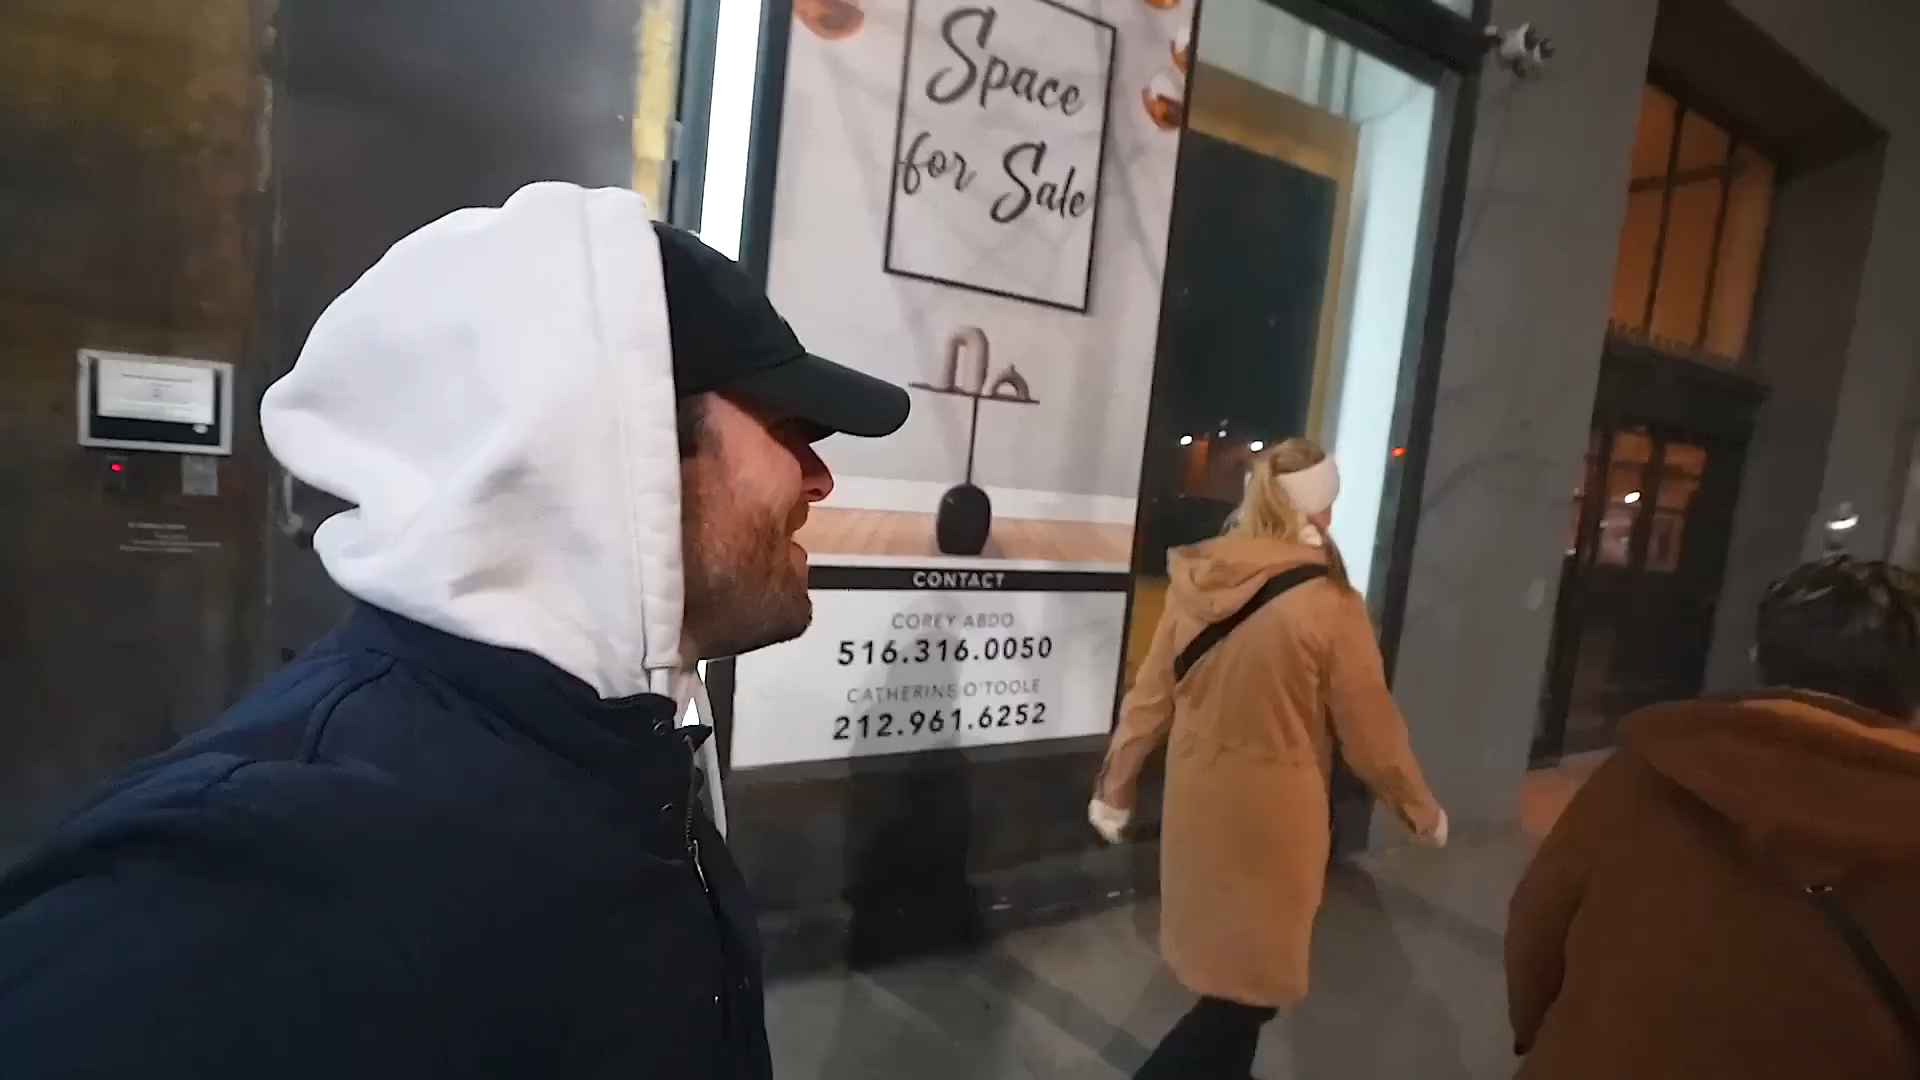 Space
for Sale
CONTACT
COREY ABDO
516.316.0050
CATHERINE O'TOOLE
212.961.6252